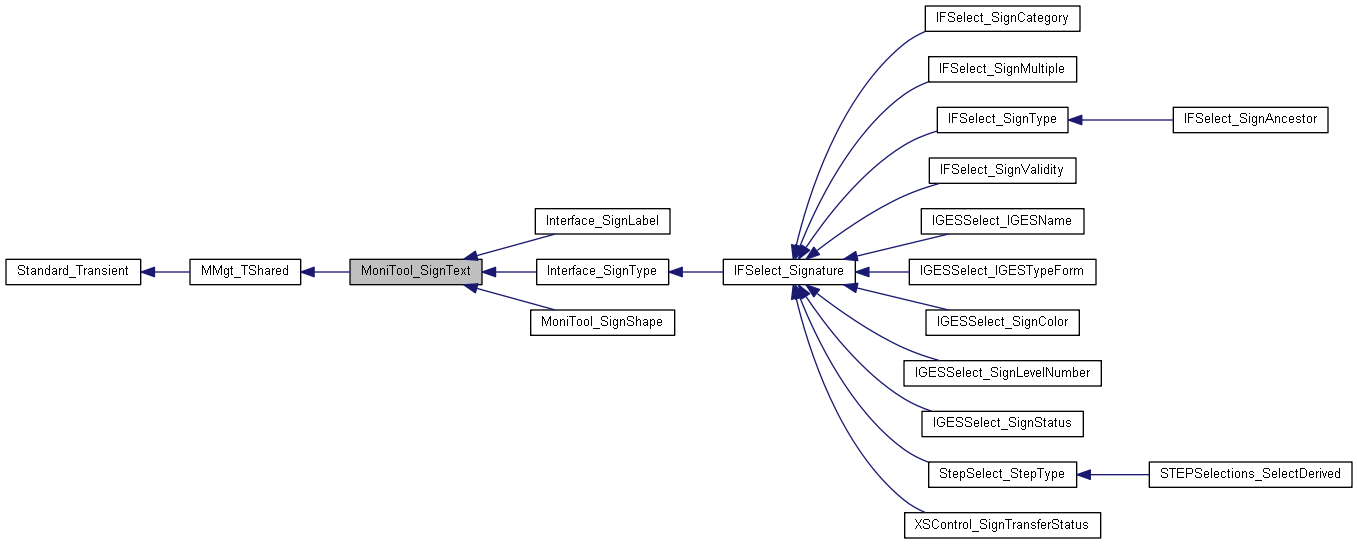 IFSelect_SignCategory
IFSelect_SignMultiple
IFSelect_SignType
IFSelect_SignAncestor
IFSelect_SignValidity
Interface_SignLabel
IGESSelect_IGESName
Standard_Transient
MMgt_TShared
MoniTool_SignText
Interface_SignType
IFSelect_Signature
IGESSelect_IGESTypeForm
MoniTool_SignShape
IGESSelect_SignColor
IGESSelect_SignLevelNumber
IGESSelect_SignStatus
StepSelect_StepType
STEPSelections_SelectDerived
XSControl_SignTransferStatus